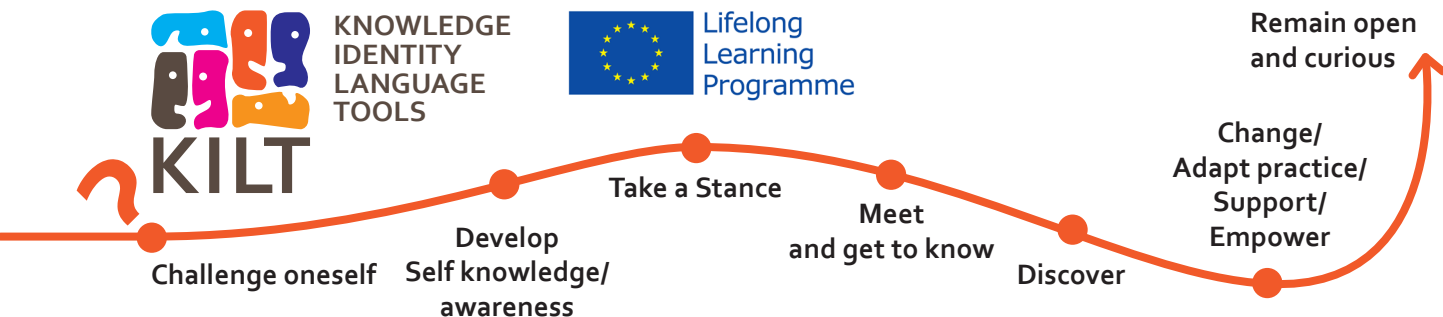 KILT
KNOWLEDGE
IDENTITY
LANGUAGE
TOOLS
Lifelong
Learning
Programme
?
Challenge oneself
Develop
Self knowledge/
awareness
Take a Stance
Meet
and get to know
Discover
Change/
Adapt practice/
Support/
Empower
Remain open
and curious